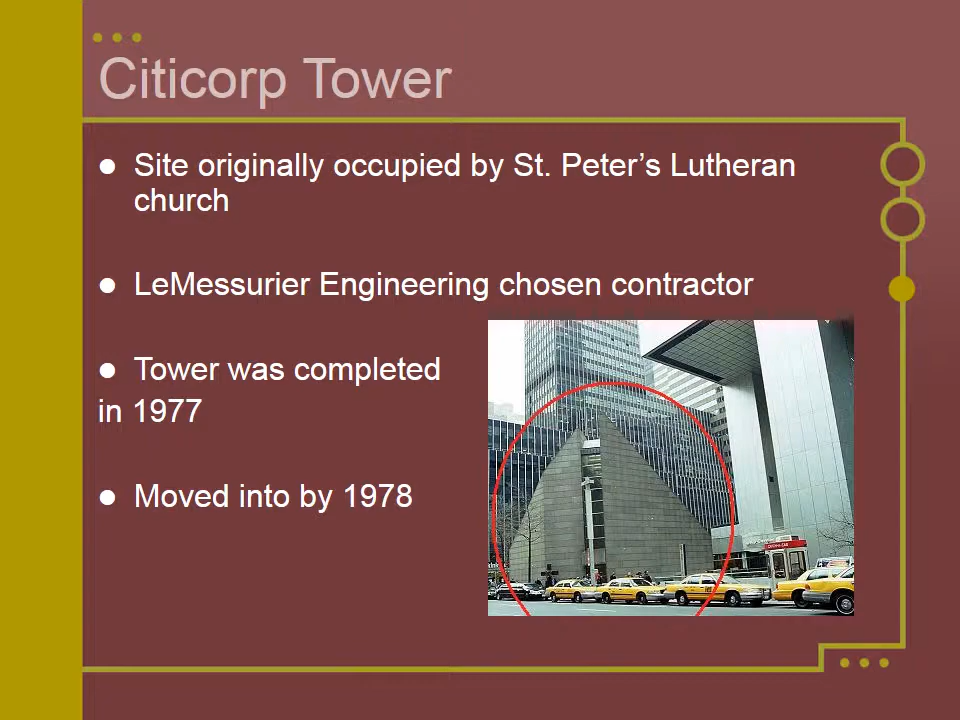 Citicorp Tower
● Site originally occupied by St. Peter’s Lutheran
church
● LeMessurier Engineering chosen contractor
● Tower was completed
in 1977
● Moved into by 1978